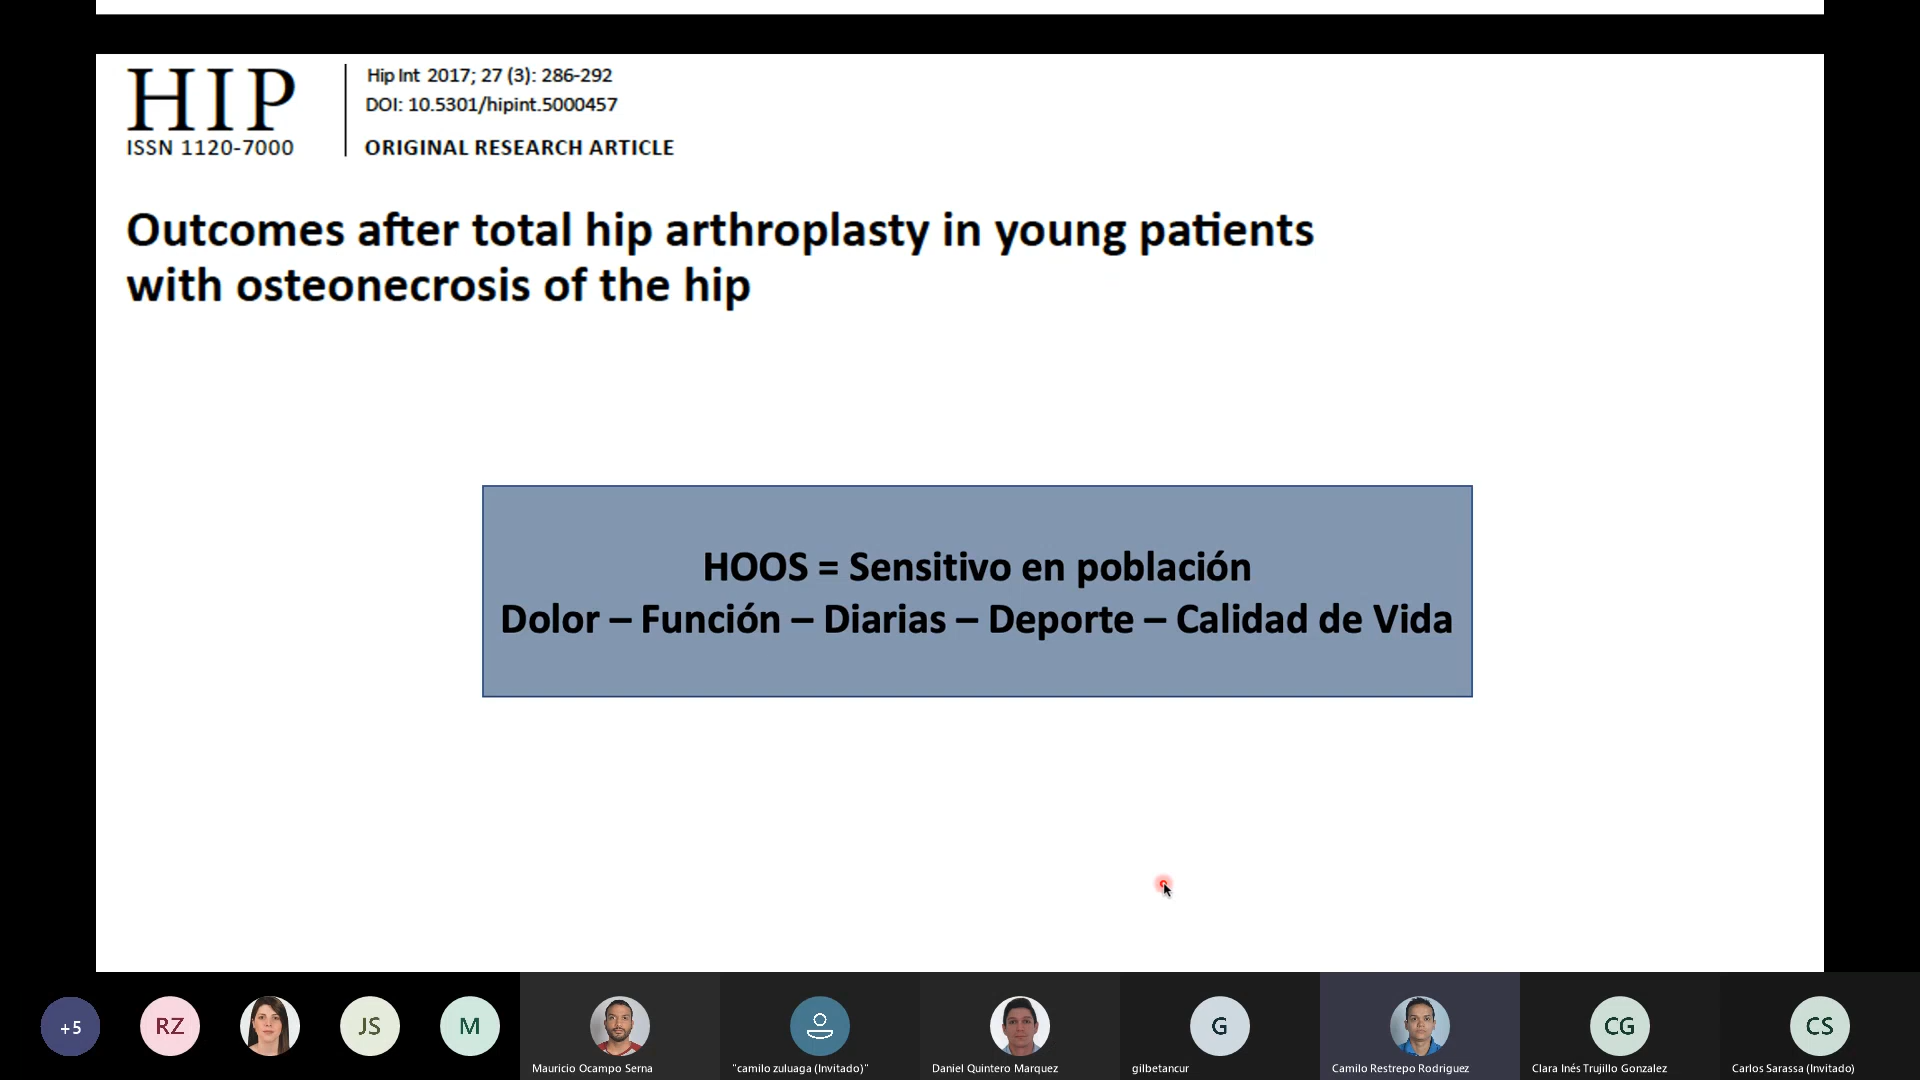 HIP
ISSN 1120-7000
Hip Int 2017; 27 (3): 286-292
DOI: 10.5301/hipint.5000457
ORIGINAL RESEARCH ARTICLE
Outcomes after total hip arthroplasty in young patients
with osteonecrosis of the hip
HOOS = Sensitivo en población
Dolor – Función – Diarias – Deporte – Calidad de Vida
+5
RZ
JS
M
Mauricio Ocampo Serna
"camilo zuluaga (Invitado)"
Daniel Quintero Marquez
G
gilbetancur
Camilo Restrepo Rodriguez
CG
Clara Inés Trujillo Gonzalez
CS
Carlos Sarassa (Invitado)